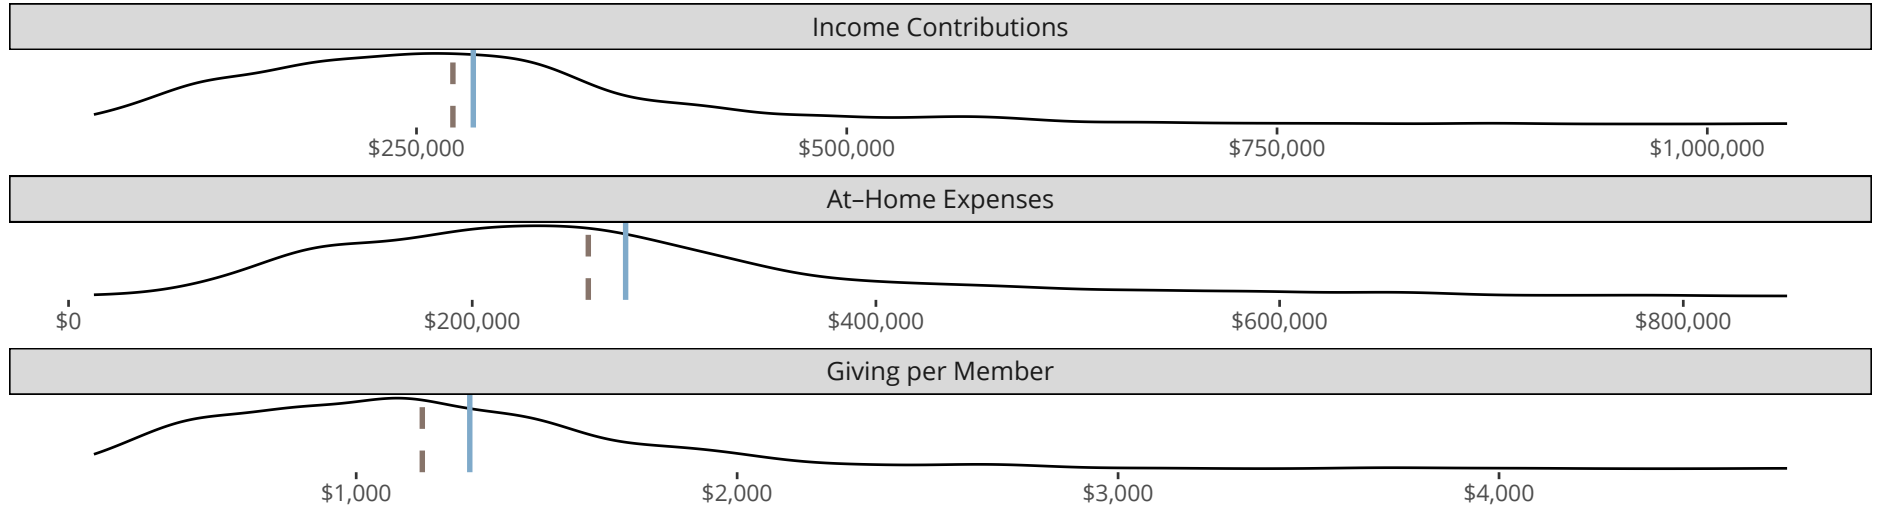 Income Contributions
$250,000 $500,000 $750,000 $1,000,000
At–Home Expenses
$0 $200,000 $400,000 $600,000 $800,000
Giving per Member
$1,000 $2,000 $3,000 $4,000